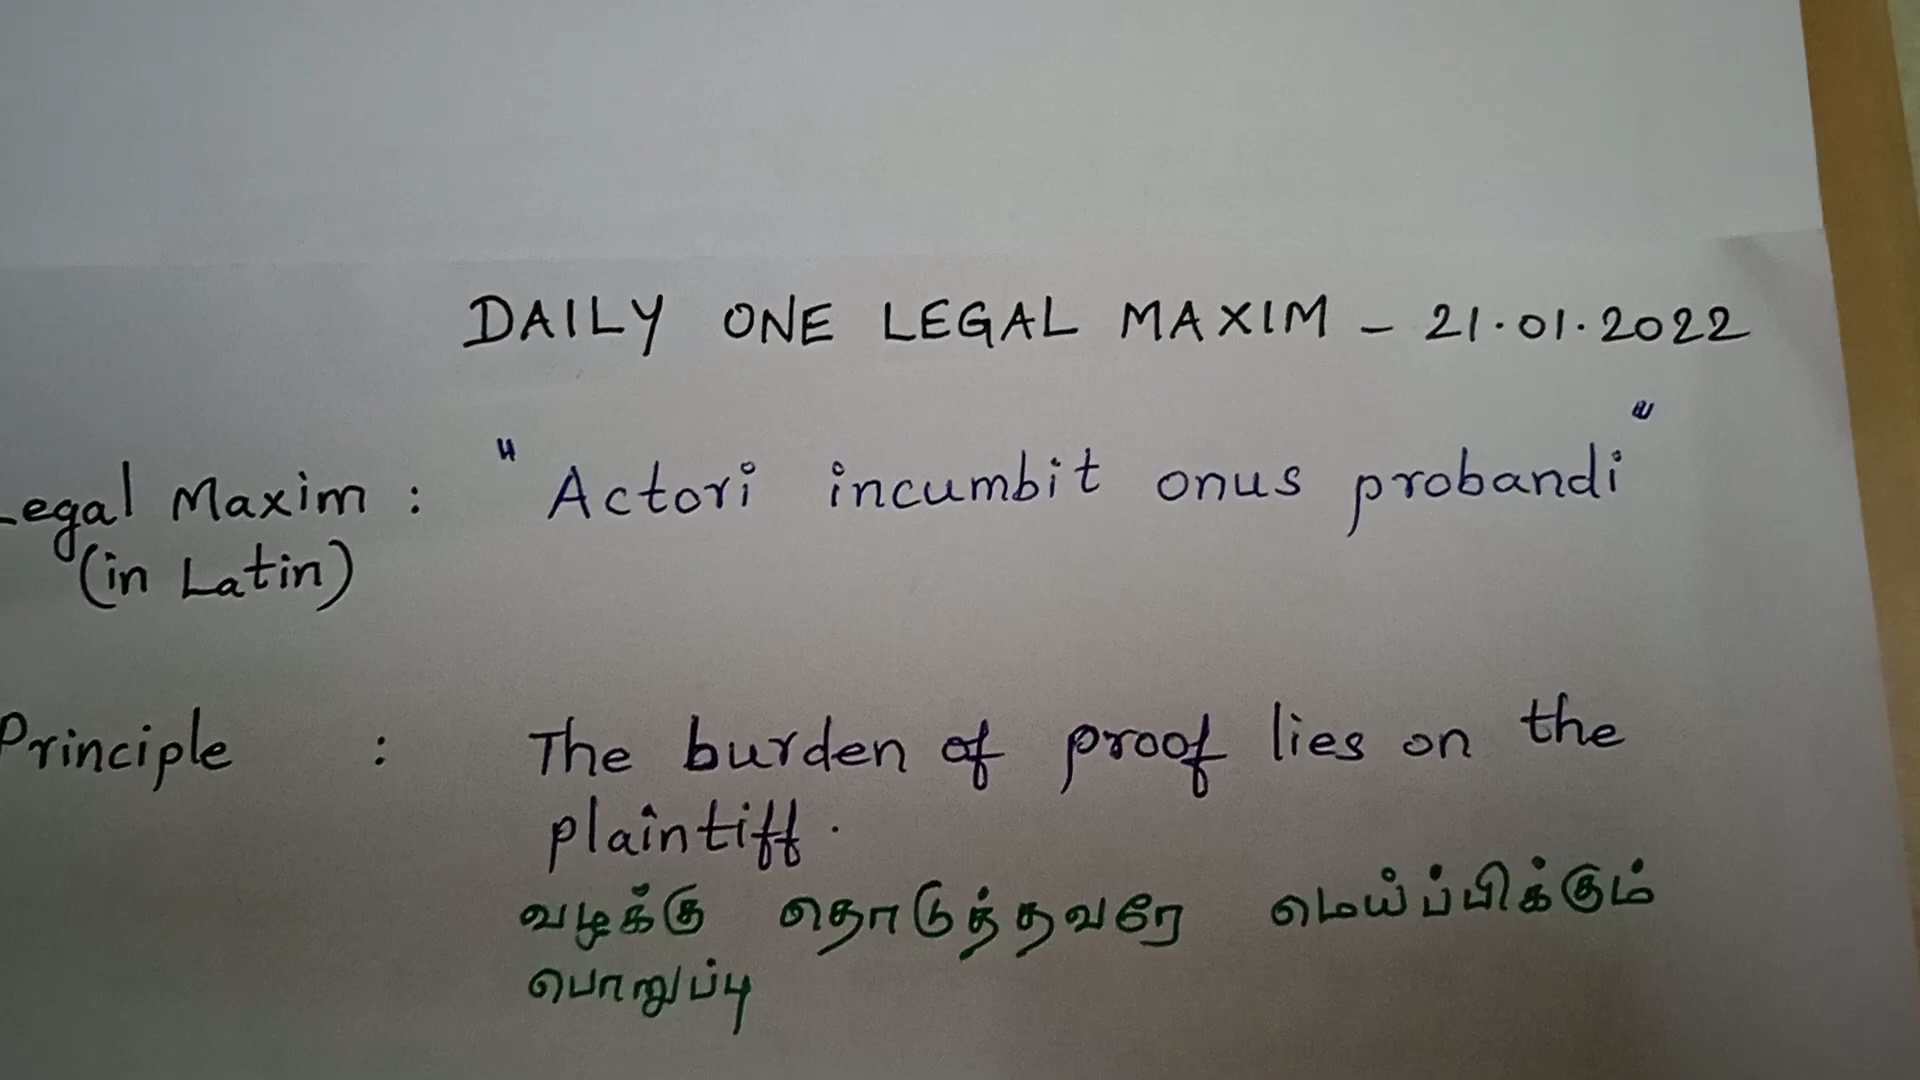 DAILY ONE LEGAL MAXIM - 21.01.2022
Legal Maxim : "Actori incumbit onus probandi"
(in Latin)
Principle : The burden of proof lies on the
plaintiff.
வழக்கு தொடுத்தவரே மெய்ப்பிக்கும்
பொறுப்பு